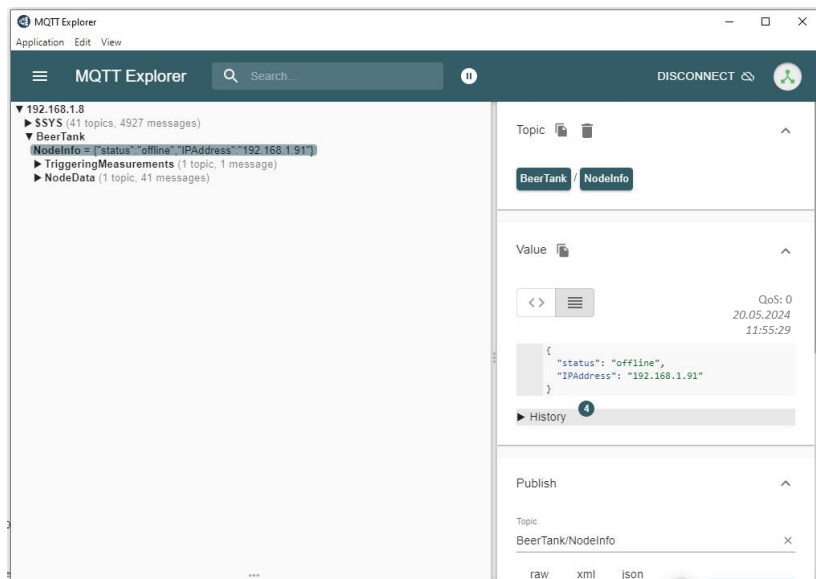 MQTT Explorer
Application Edit View
MQTT Explorer
Search...
DISCONNECT
▼ 192.168.1.8
▶ $SYS (41 topics, 4927 messages)
▼ BeerTank
NodeInfo = {"status":"offline","IPAddress":"192.168.1.91"}
▶ TriggeringMeasurements (1 topic, 1 message)
▶ NodeData (1 topic, 41 messages)
Topic
BeerTank / NodeInfo
Value
QoS: 0
20.05.2024
11:55:29
{
"status": "offline",
"IPAddress": "192.168.1.91"
}
▶ History 4
Publish
Topic
BeerTank/NodeInfo
raw xml json